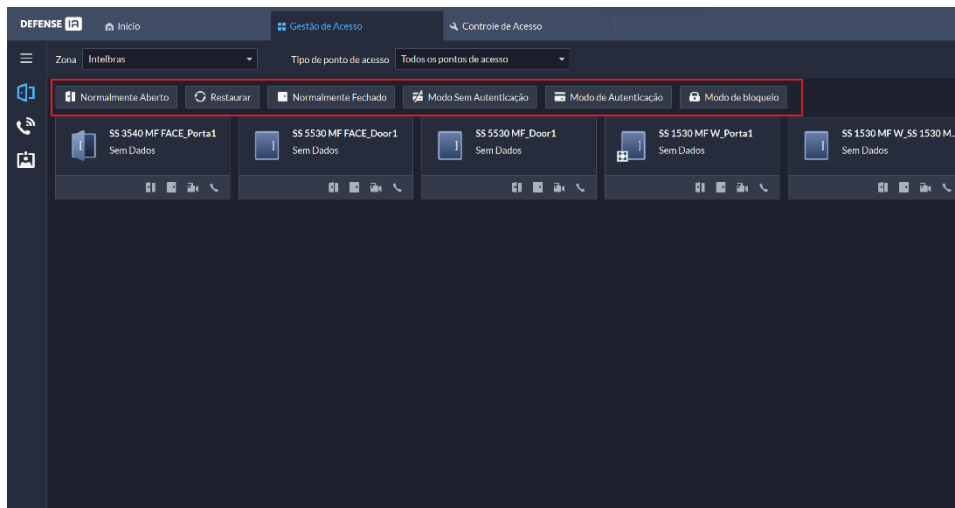 DEFENSE IA Início Gestão de Acesso Controle de Acesso
Zona Intelbras Tipo de ponto de acesso Todos os pontos de acesso
Normalmente Aberto Restaurar Normalmente Fechado Modo Sem Autenticação Modo de Autenticação Modo de bloqueio
SS 3540 MF FACE_Porta1 SS 5530 MF FACE_Door1 SS 5530 MF_Door1 SS 1530 MF W_Porta1 SS 1530 MF W_SS 1530 M...
Sem Dados Sem Dados Sem Dados Sem Dados Sem Dados